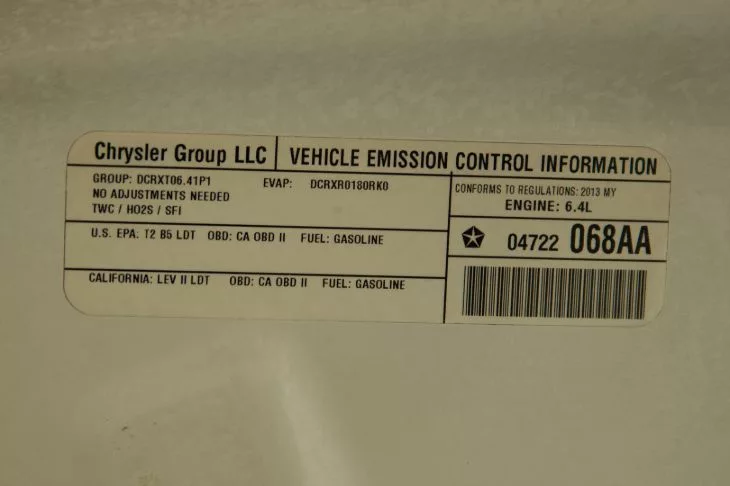 Chrysler Group LLC VEHICLE EMISSION CONTROL INFORMATION
GROUP: DCRXT06.41P1 EVAP: DCRXR0180RK0
NO ADJUSTMENTS NEEDED
TWC / HO2S / SFI
CONFORMS TO REGULATIONS: 2013 MY
ENGINE: 6.4L
U.S. EPA: T2 B5 LDT OBD: CA OBD II FUEL: GASOLINE
04722 068AA
CALIFORNIA: LEV II LDT OBD: CA OBD II FUEL: GASOLINE